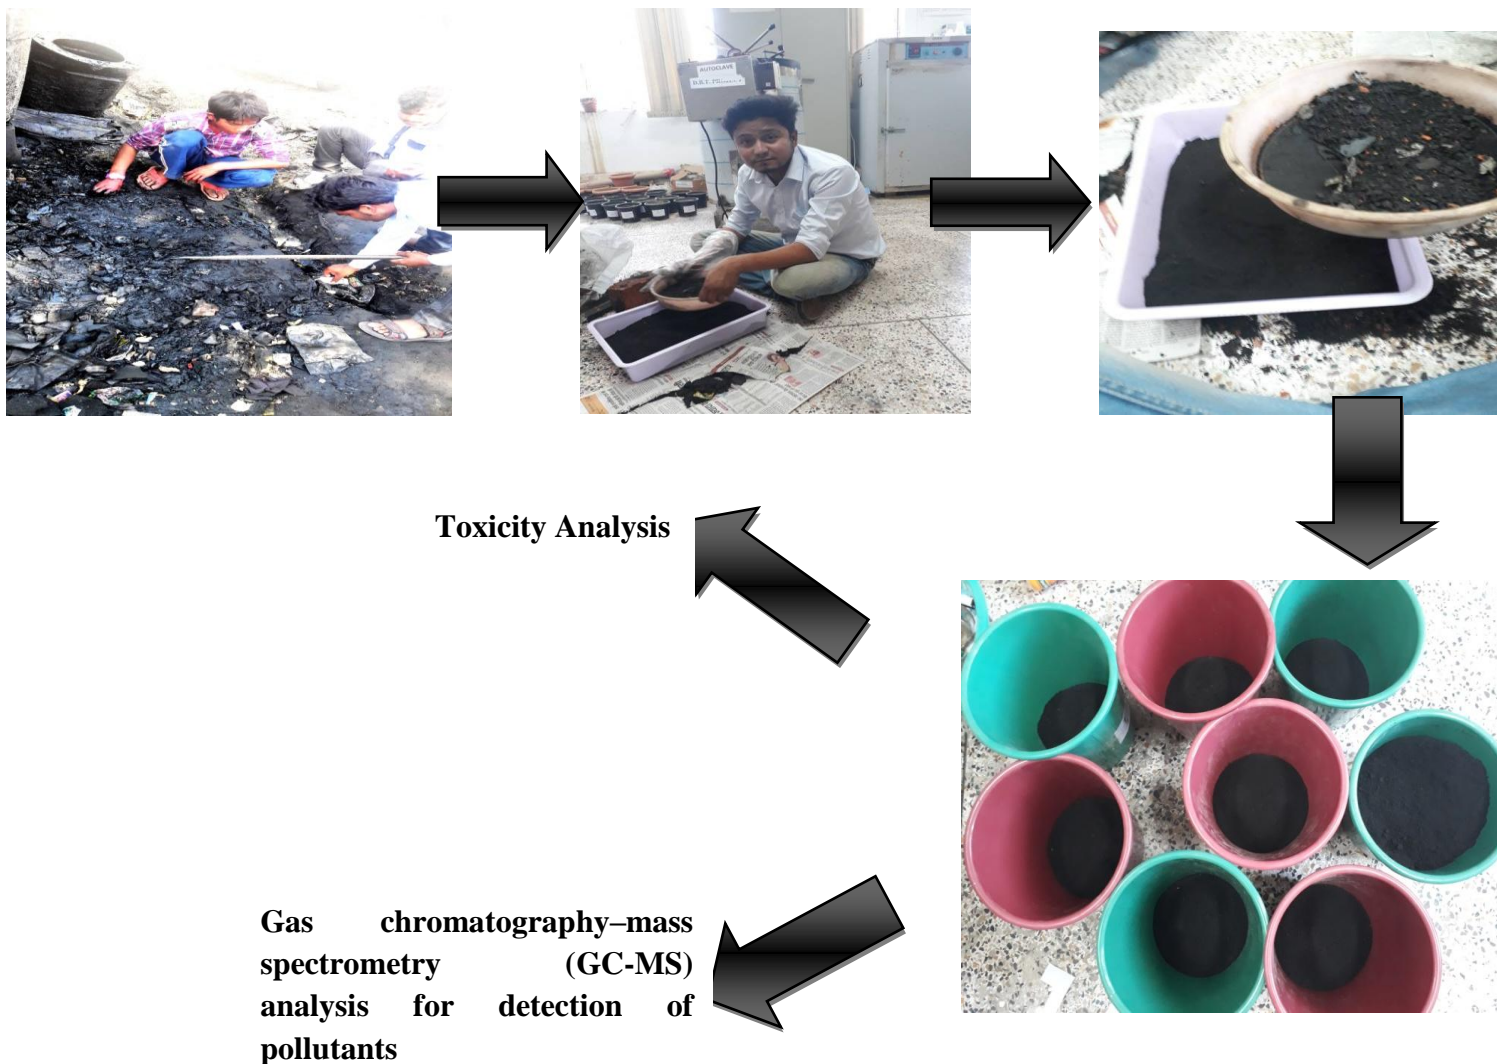 AUTOCLAVE
Toxicity Analysis
Gas chromatography–mass
spectrometry (GC-MS)
analysis for detection of
pollutants